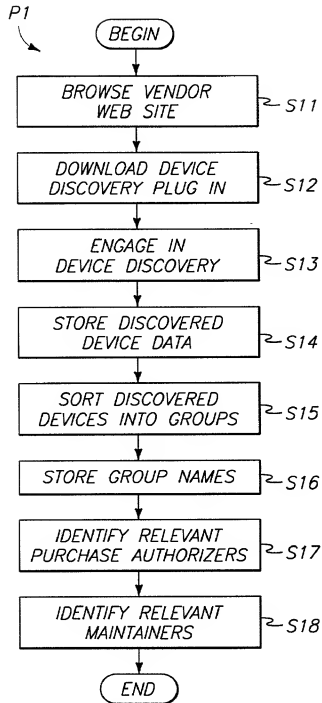 P1
BEGIN
BROWSE VENDOR
WEB SITE
S11
DOWNLOAD DEVICE
DISCOVERY PLUG IN
S12
ENGAGE IN
DEVICE DISCOVERY
S13
STORE DISCOVERED
DEVICE DATA
S14
SORT DISCOVERED
DEVICES INTO GROUPS
S15
STORE GROUP NAMES
S16
IDENTIFY RELEVANT
PURCHASE AUTHORIZERS
S17
IDENTIFY RELEVANT
MAINTAINERS
S18
END